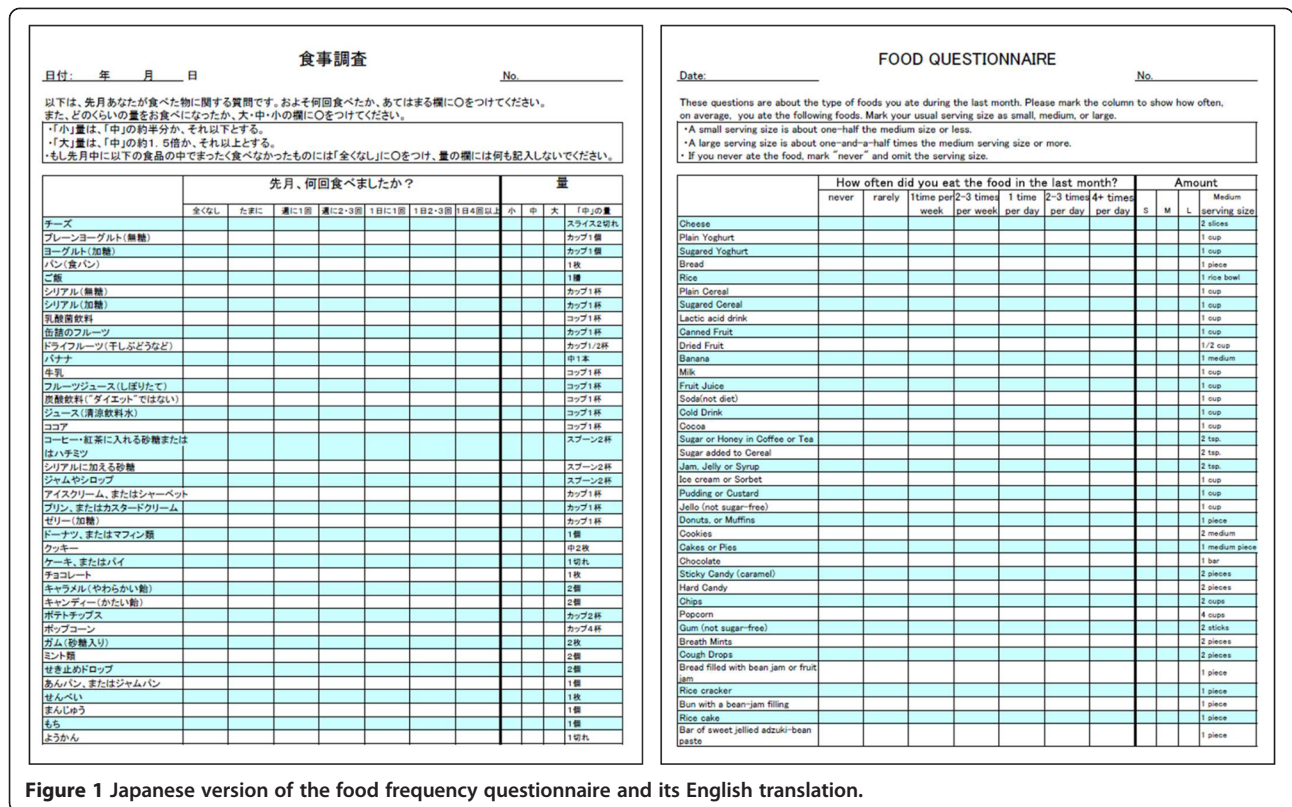 食事調査
日付: 年 月 日 No.
以下は、先月あなたが食べた物に関する質問です。およそ何回食べたか、あてはまる欄に〇をつけてください。
また、どのくらいの量をお食べになったか、大・中・小の欄に〇をつけてください。
・「小」量は、「中」の約半分か、それ以下とする。
・「大」量は、「中」の約1.5倍か、それ以上とする。
・もし先月中に以下の食品の中でまったく食べなかったものには「全くなし」に〇をつけ、量の欄には何も記入しないでください。
先月、何回食べましたか? 量
全くなし たまに 週に1回 週に2・3回 1日に1回 1日2・3回 1日4回以上 小 中 大 「中」の量
チーズ スライス2切れ
プレーンヨーグルト(無糖) カップ1個
ヨーグルト(加糖) カップ1個
パン(食パン) 1枚
ご飯 1膳
シリアル(無糖) カップ1杯
シリアル(加糖) カップ1杯
乳酸菌飲料 コップ1杯
缶詰のフルーツ カップ1杯
ドライフルーツ(干しぶどうなど) カップ1/2杯
バナナ 中1本
牛乳 コップ1杯
フルーツジュース(しぼりたて) コップ1杯
炭酸飲料("ダイエット"ではない) コップ1杯
ジュース(清涼飲料水) コップ1杯
ココア コップ1杯
コーヒー・紅茶に入れる砂糖または スプーン2杯
はハチミツ
シリアルに加える砂糖 スプーン2杯
ジャムやシロップ スプーン2杯
アイスクリーム、またはシャーベット カップ1杯
プリン、またはカスタードクリーム カップ1杯
ゼリー(加糖) カップ1杯
ドーナツ、またはマフィン類 1個
クッキー 中2枚
ケーキ、またはパイ 1切れ
チョコレート 1枚
キャラメル(やわらかい飴) 2個
キャンディー(かたい飴) 2個
ポテトチップス カップ2杯
ポップコーン カップ4杯
ガム(砂糖入り) 2枚
ミント類 2個
せき止めドロップ 2個
あんパン、またはジャムパン 1個
せんべい 1枚
まんじゅう 1個
もち 1個
ようかん 1切れ
FOOD QUESTIONNAIRE
Date: No.
These questions are about the type of foods you ate during the last month. Please mark the column to show how often,
on average, you ate the following foods. Mark your usual serving size as small, medium, or large.
・A small serving size is about one-half the medium size or less.
・A large serving size is about one-and-a-half times the medium serving size or more.
・ If you never ate the food, mark "never" and omit the serving size.
How often did you eat the food in the last month? Amount
never rarely 1time per 2-3 times 1 time 2-3 times 4+ times Medum
week per week per day per day per day S M L serving size
Cheese 2 slices
Plain Yoghurt 1 cup
Sugared Yoghurt 1 cup
Bread 1 piece
Rice 1 rice bowl
Plain Cereal 1 cup
Sugared Cereal 1 cup
Lactic acid drink 1 cup
Canned Fruit 1 cup
Dried Fruit 1/2 cup
Banana 1 medium
Milk 1 cup
Fruit Juice 1 cup
Soda(not diet) 1 cup
Cold Drink 1 cup
Cocoa 1 cup
Sugar or Honey in Coffee or Tea 2 tsp.
Sugar added to Cereal 2 tsp.
Jam, Jelly or Syrup 2 tsp.
Ice cream or Sorbet 1 cup
Pudding or Custard 1 cup
Jello (not sugar-free) 1 cup
Donuts, or Muffins 1 piece
Cookies 2 medium
Cakes or Pies 1 medium piece
Chocolate 1 bar
Sticky Candy (caramel) 2 pieces
Hard Candy 2 pieces
Chips 2 cups
Popcorn 4 cups
Gum (not sugar-free) 2 sticks
Breath Mints 2 pieces
Cough Drops 2 pieces
Bread filled with bean jam or fruit
jam 1 piece
Rice cracker 1 piece
Bun with a bean-jam filling 1 piece
Rice cake 1 piece
Bar of sweet jellied adzuki-bean
paste 1 piece
Figure 1 Japanese version of the food frequency questionnaire and its English translation.